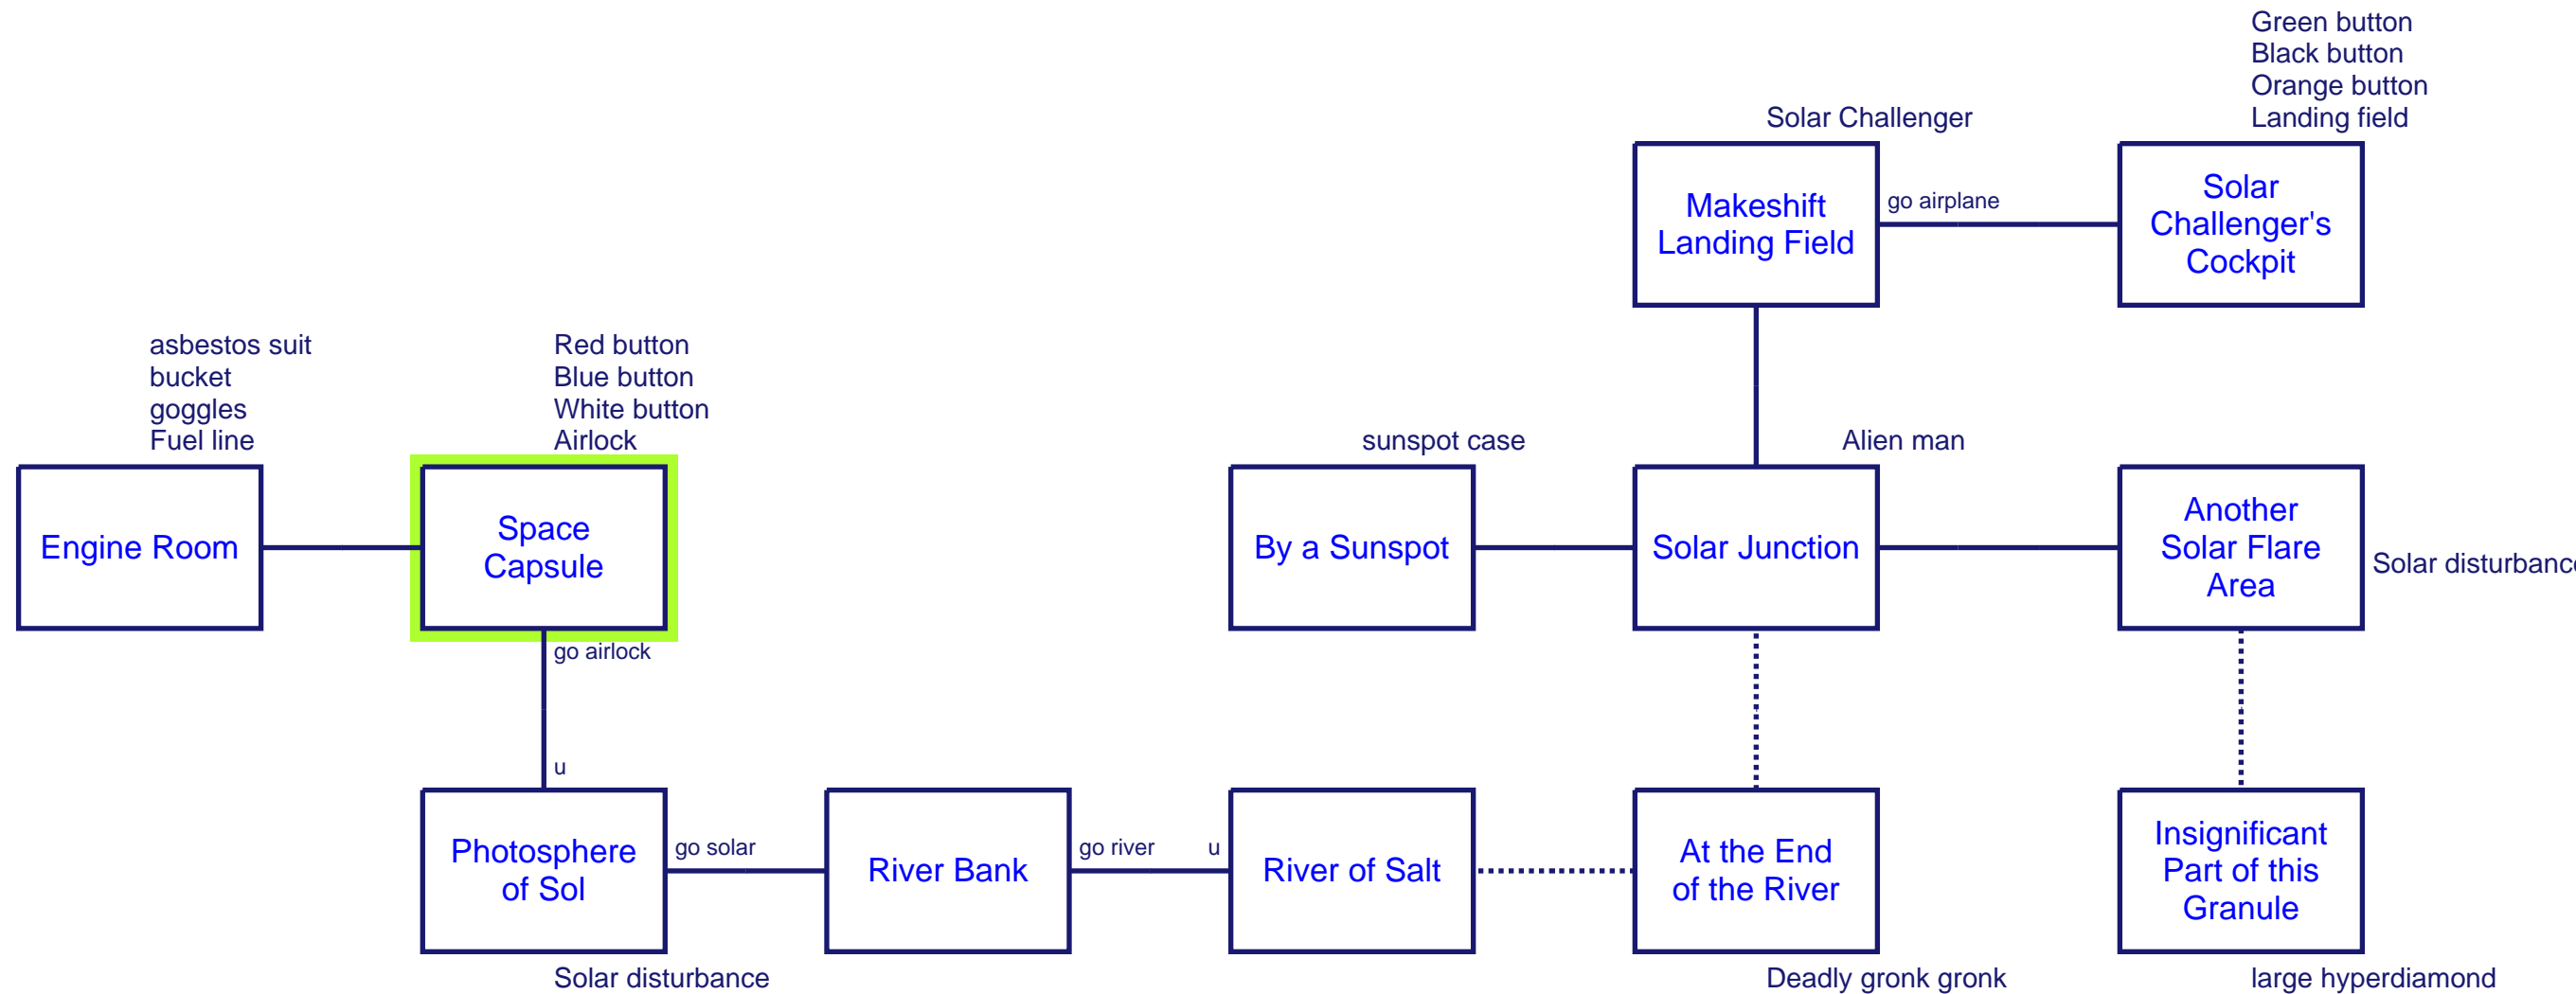 Green button
Black button
Orange button
Landing field
Solar Challenger
Makeshift
Landing Field
go airplane
Solar
Challenger's
Cockpit
asbestos suit
bucket
goggles
Fuel line
Red button
Blue button
White button
Airlock
sunspot case
Alien man
Engine Room
Space
Capsule
By a Sunspot
Solar Junction
Another
Solar Flare
Area
Solar disturbance
go airlock
u
Photosphere
of Sol
go solar
River Bank
go river
u
River of Salt
At the End
of the River
Insignificant
Part of this
Granule
Solar disturbance
Deadly gronk gronk
large hyperdiamond